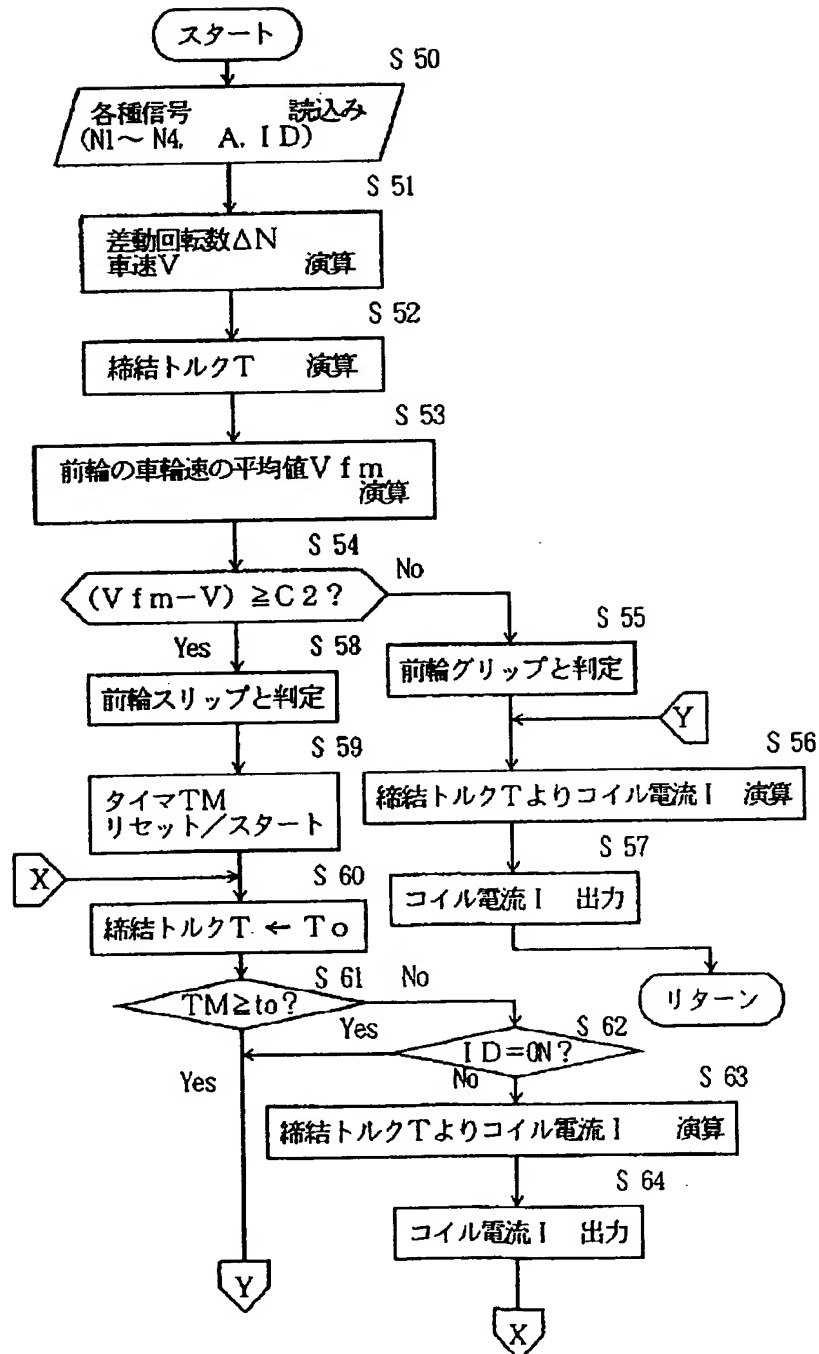 スタート
S 50
各種信号 読込み
(N1～N4, A, ID)
S 51
差動回転数ΔN
車速V 演算
S 52
締結トルクT 演算
S 53
前輪の車輪速の平均値Vfm
演算
S 54
(Vfm－V)≧C2?
No
Yes
S 58
S 55
前輪スリップと判定
前輪グリップと判定
Y
S 59
S 56
タイマTM
リセット／スタート
締結トルクTよりコイル電流I 演算
X
S 60
S 57
締結トルクT ← To
コイル電流I 出力
S 61
TM≧to?
No
リターン
Yes
S 62
ID=ON?
Yes
No
S 63
締結トルクTよりコイル電流I 演算
S 64
コイル電流I 出力
Y
X